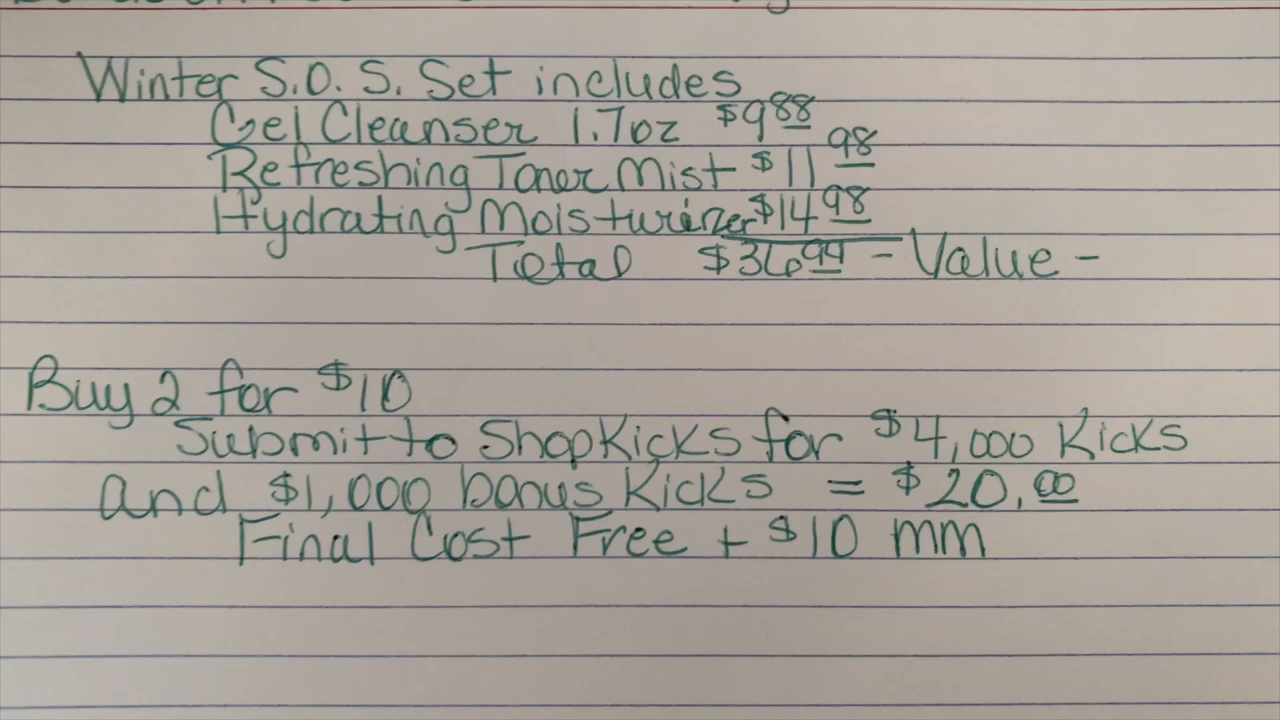 Winter S.O.S. Set includes
Gel Cleanser 1.7oz $9.88
Refreshing Toner Mist $11 98
Hydrating Moisturizer $14 98
Total $36 94 - Value -
Buy 2 for $10
Submit to ShopKicks for $4,000 Kicks
and $1,000 bonus Kicks = $20.00
Final Cost Free + $10 mm